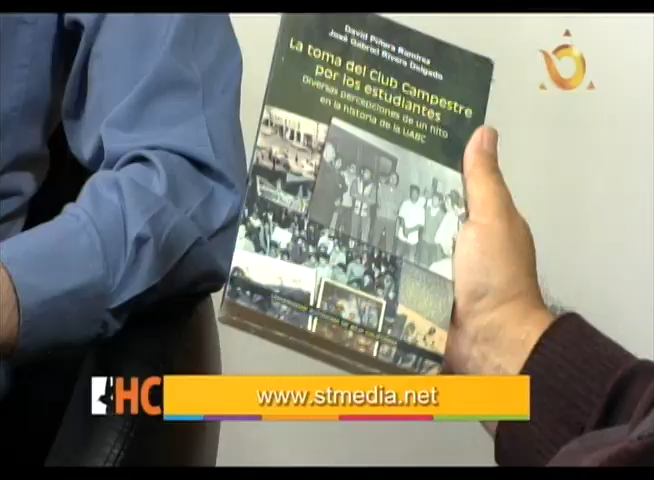 David Piñera Ramírez
José Gabriel Rivera Delgado
La toma del Club Campestre
por los estudiantes
Diversas percepciones de un hito
en la historia de la UABC
HC
www.stmedia.net